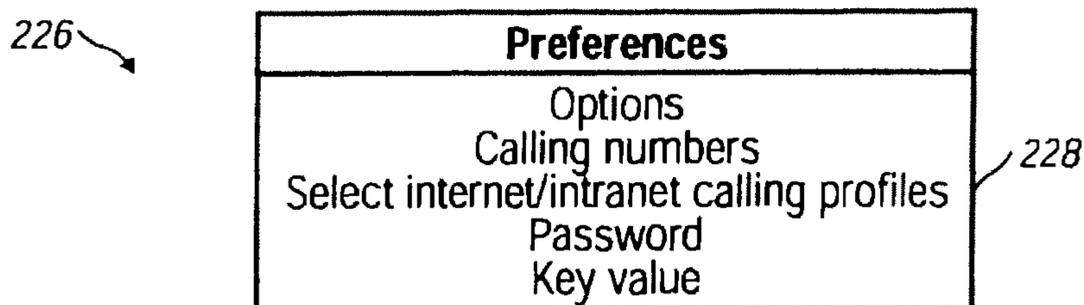 226
Preferences
Options
Calling numbers
228
Select internet/intranet calling profiles
Password
Key value